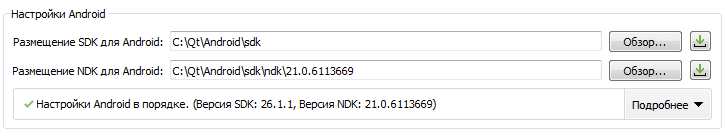 Настройки Android
Размещение SDK для Android: C:\Qt\Android\sdk Обзор...
Размещение NDK для Android: C:\Qt\Android\sdk\ndk\21.0.6113669 Обзор...
Настройки Android в порядке. (Версия SDK: 26.1.1, Версия NDK: 21.0.6113669) Подробнее